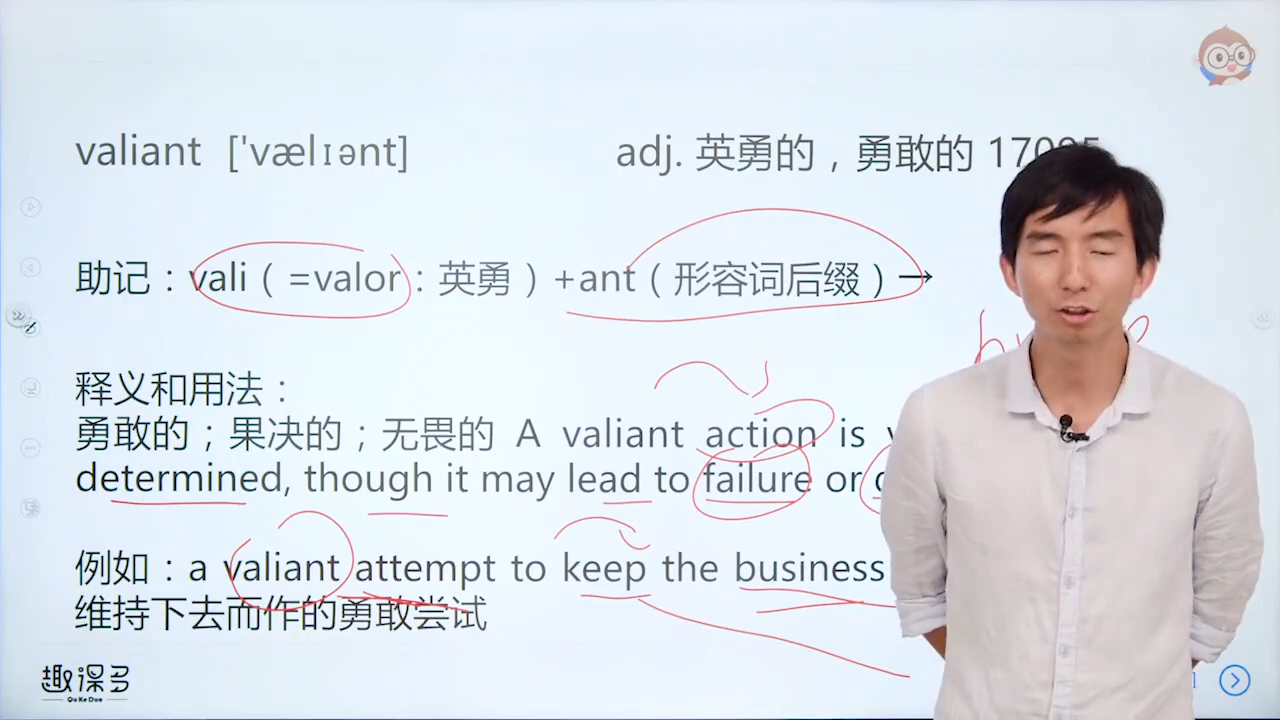 valiant ['vælɪənt] adj. 英勇的，勇敢的
助记：vali（=valor：英勇）+ant（形容词后缀）→
释义和用法：
勇敢的；果决的；无畏的 A valiant action is
determined, though it may lead to failure or
例如：a valiant attempt to keep the business
维持下去而作的勇敢尝试
趣课多
Qu Ke Duo